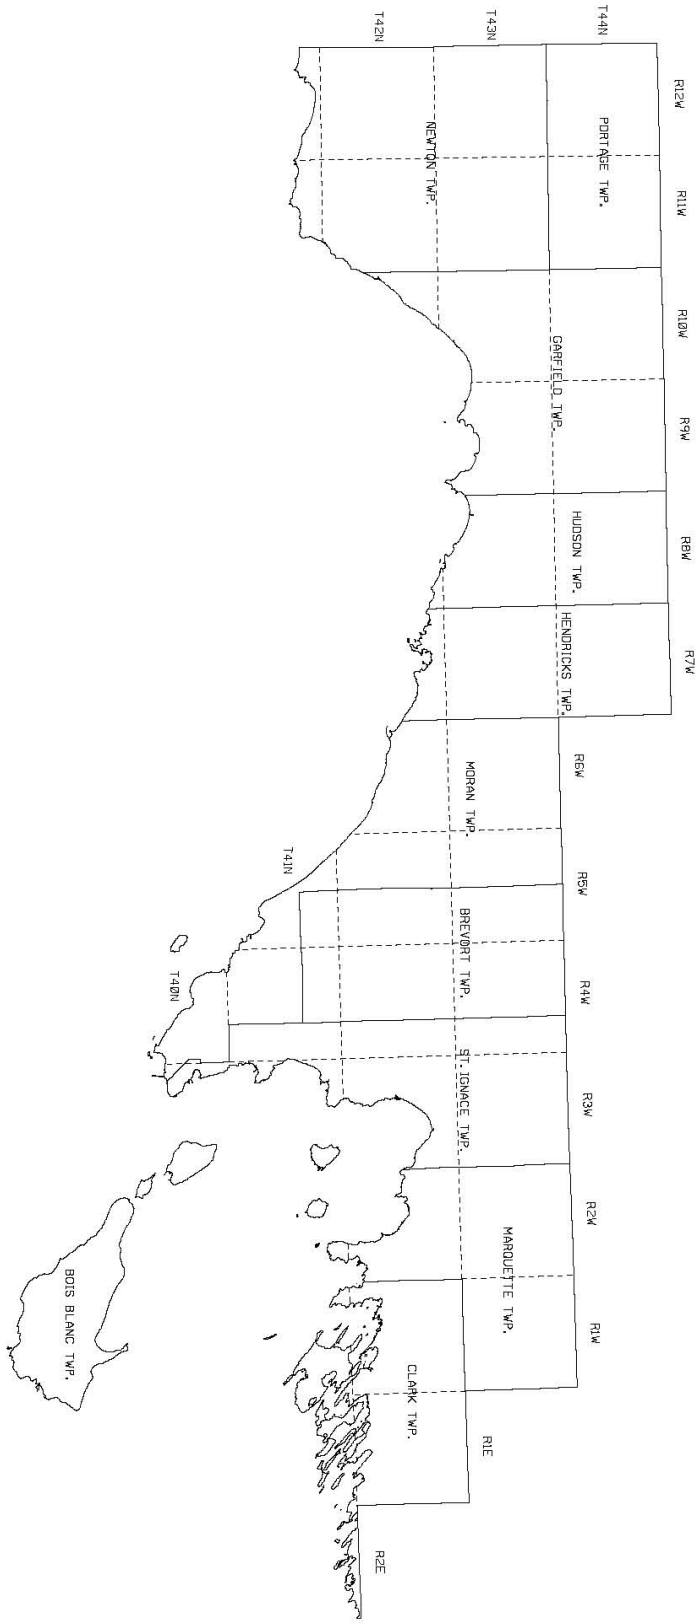 T44N
T43N
T42N
R12W
R11W
R10W
R9W
R8W
R7W
PORTAGE TWP.
NEWTON TWP.
GARFIELD TWP.
HUDSON TWP.
HENDRICKS TWP.
R6W
R5W
R4W
R3W
R2W
R1W
MORAN TWP.
T41N
BREVORT TWP.
T40N
ST. IGNACE TWP.
MARQUETTE TWP.
CLARK TWP.
R1E
R2E
BOIS BLANC TWP.